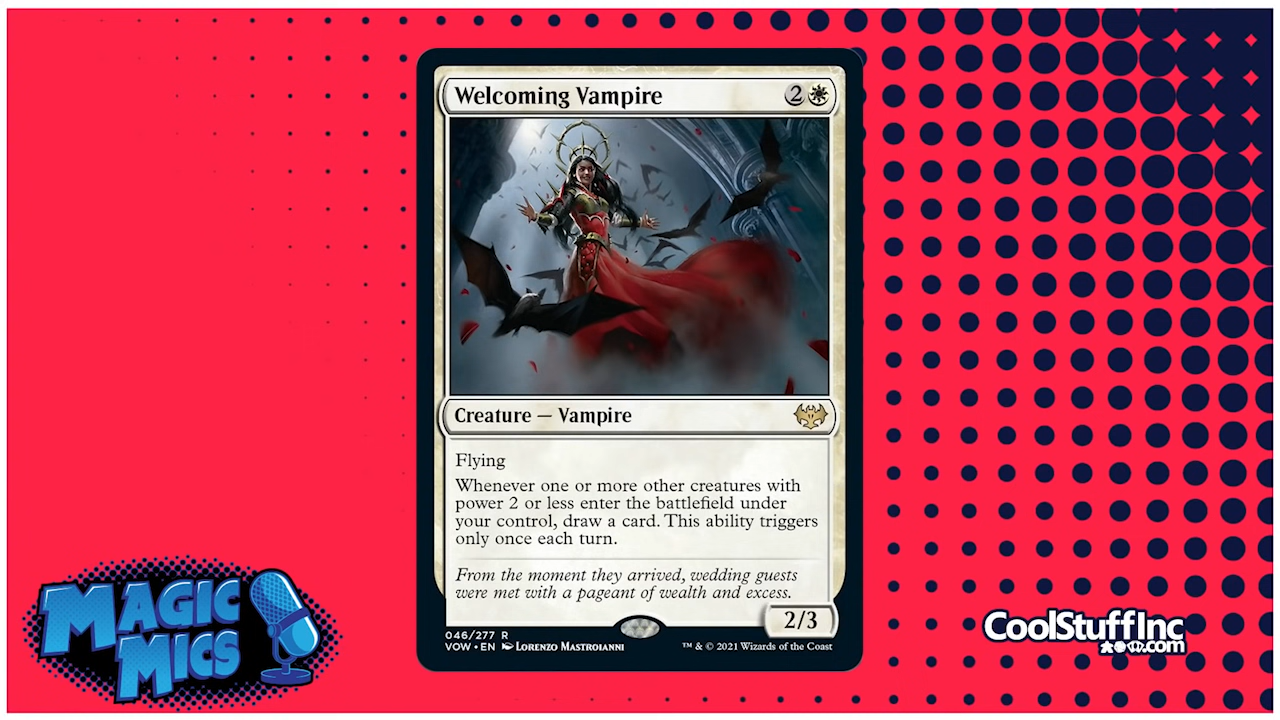 Welcoming Vampire
2
Creature — Vampire
Flying
Whenever one or more other creatures with
power 2 or less enter the battlefield under
your control, draw a card. This ability triggers
only once each turn.
From the moment they arrived, wedding guests
were met with a pageant of wealth and excess.
2/3
046/277 R
VOW • EN Lorenzo Mastroianni
™ & © 2021 Wizards of the Coast
MAGIC
MICS
CoolStuffInc
.com